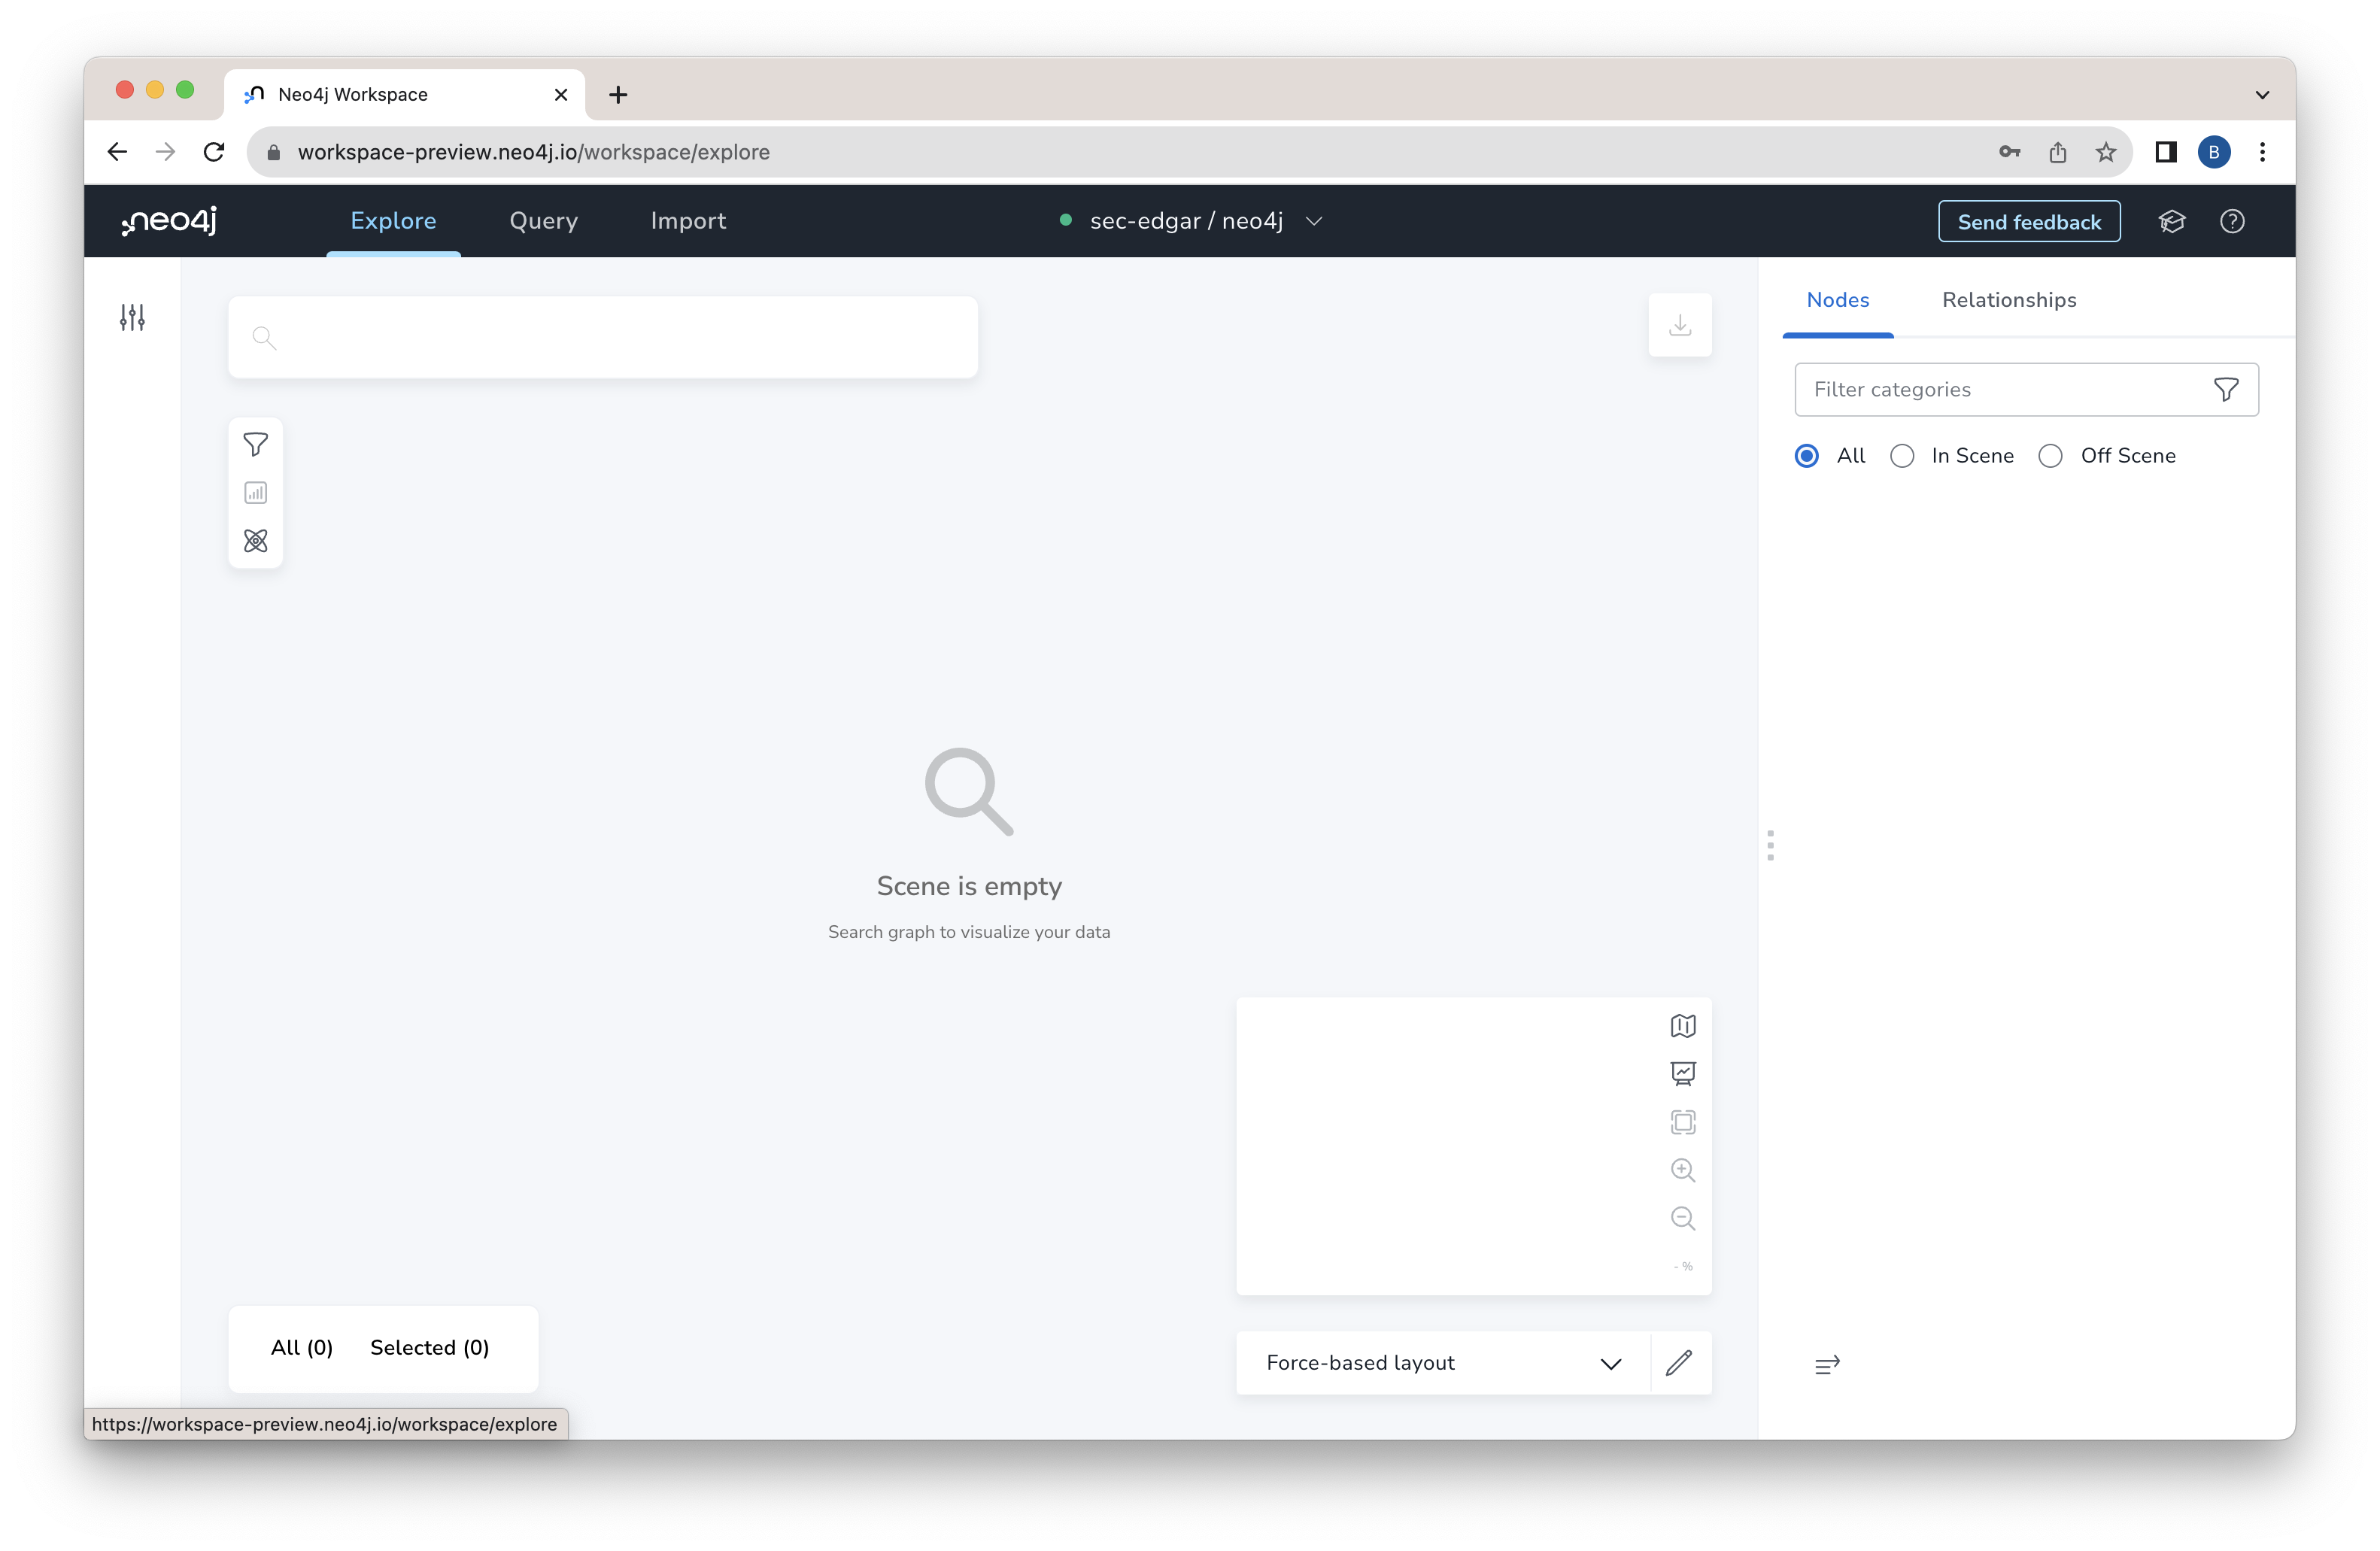 Neo4j Workspace
workspace-preview.neo4j.io/workspace/explore
B
neo4j
Explore
Query
Import
sec-edgar / neo4j
Send feedback
Nodes
Relationships
Filter categories
All
In Scene
Off Scene
Scene is empty
Search graph to visualize your data
- %
All (0)
Selected (0)
Force-based layout
https://workspace-preview.neo4j.io/workspace/explore